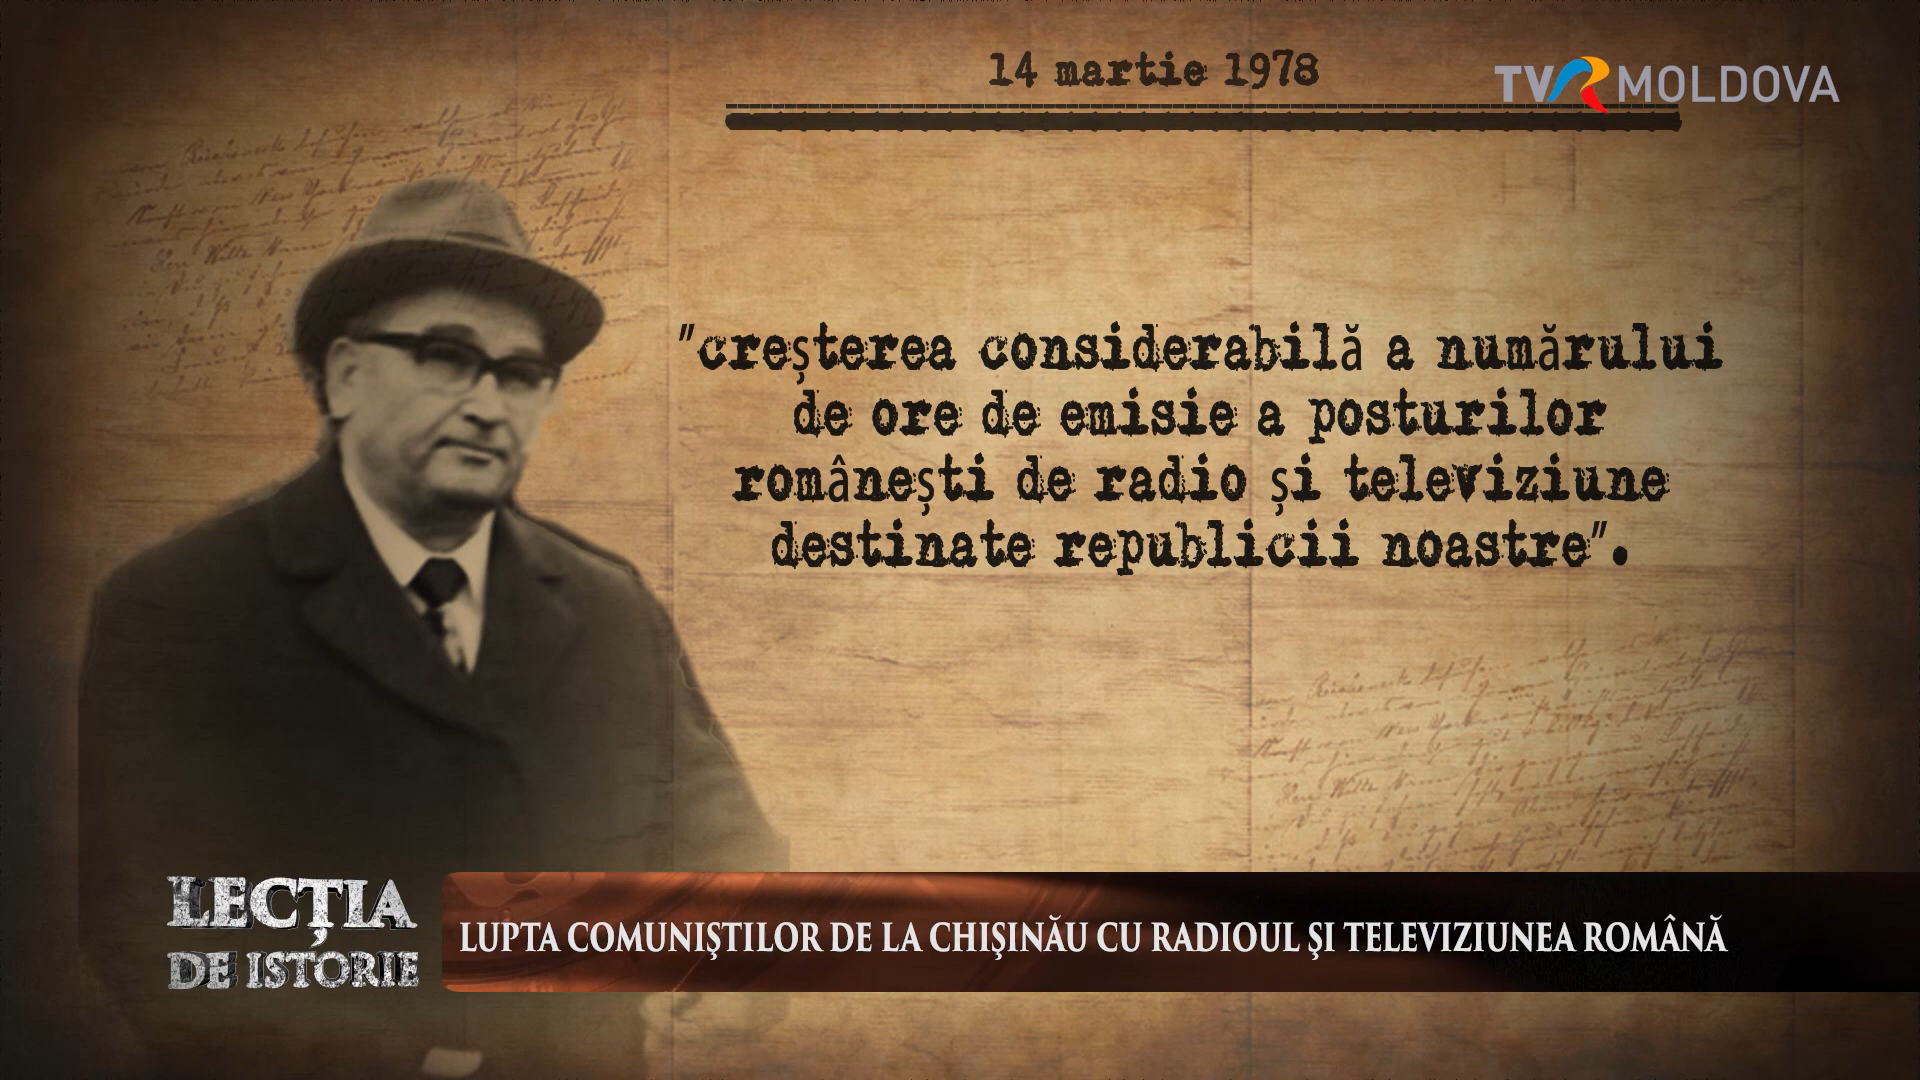 14 martie 1978
TVR MOLDOVA
"creșterea considerabilă a numărului
de ore de emisie a posturilor
românești de radio și televiziune
destinate republicii noastre".
LECȚIA
DE ISTORIE
LUPTA COMUNIŞTILOR DE LA CHIŞINĂU CU RADIOUL ŞI TELEVIZIUNEA ROMÂNĂ